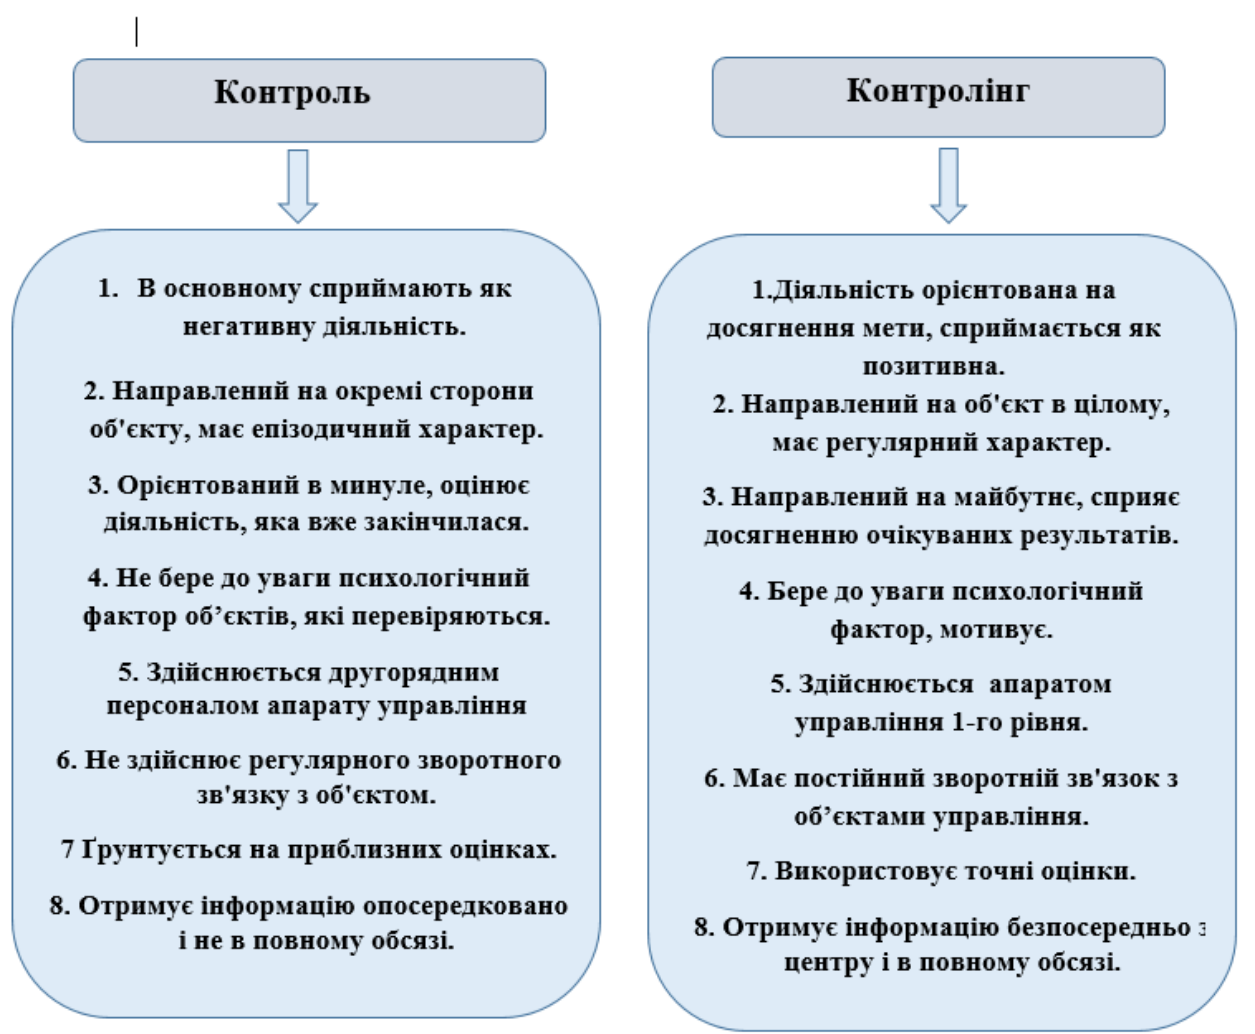 Контроль
1. В основному сприймають як
негативну діяльність.
2. Направлений на окремі сторони
об'єкту, має епізодичний характер.
3. Орієнтований в минуле, оцінює
діяльність, яка вже закінчилася.
4. Не бере до уваги психологічний
фактор об’єктів, які перевіряються.
5. Здійснюється другорядним
персоналом апарату управління
6. Не здійснює регулярного зворотного
зв'язку з об'єктом.
7 Ґрунтується на приблизних оцінках.
8. Отримує інформацію опосередковано
і не в повному обсязі.
Контролінг
1.Діяльність орієнтована на
досягнення мети, сприймається як
позитивна.
2. Направлений на об'єкт в цілому,
має регулярний характер.
3. Направлений на майбутнє, сприяє
досягненню очікуваних результатів.
4. Бере до уваги психологічний
фактор, мотивує.
5. Здійснюється апаратом
управління 1-го рівня.
6. Має постійний зворотній зв'язок з
об’єктами управління.
7. Використовує точні оцінки.
8. Отримує інформацію безпосередньо з
центру і в повному обсязі.